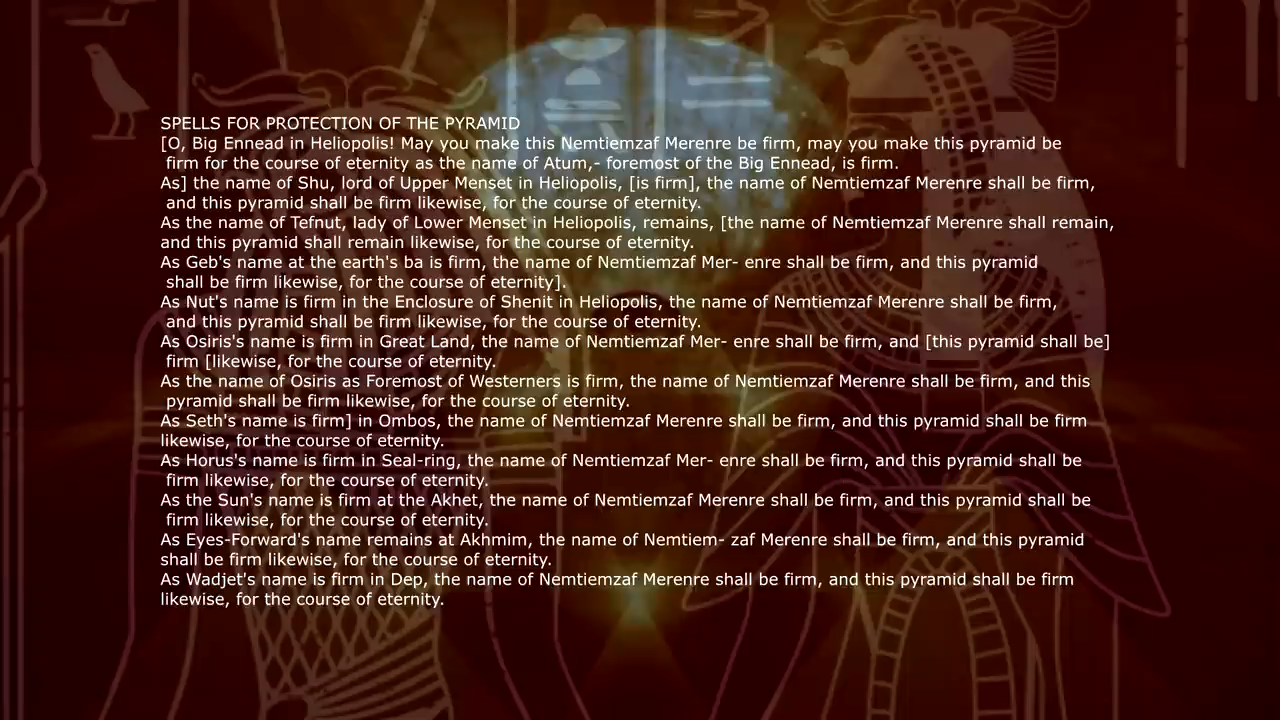 SPELLS FOR PROTECTION OF THE PYRAMID
[O, Big Ennead in Heliopolis! May you make this Nemtiemzaf Merenre be firm, may you make this pyramid be
firm for the course of eternity as the name of Atum,- foremost of the Big Ennead, is firm.
As] the name of Shu, lord of Upper Menset in Heliopolis, [is firm], the name of Nemtiemzaf Merenre shall be firm,
and this pyramid shall be firm likewise, for the course of eternity.
As the name of Tefnut, lady of Lower Menset in Heliopolis, remains, [the name of Nemtiemzaf Merenre shall remain,
and this pyramid shall remain likewise, for the course of eternity.
As Geb's name at the earth's ba is firm, the name of Nemtiemzaf Mer- enre shall be firm, and this pyramid
shall be firm likewise, for the course of eternity].
As Nut's name is firm in the Enclosure of Shenit in Heliopolis, the name of Nemtiemzaf Merenre shall be firm,
and this pyramid shall be firm likewise, for the course of eternity.
As Osiris's name is firm in Great Land, the name of Nemtiemzaf Mer- enre shall be firm, and [this pyramid shall be]
firm [likewise, for the course of eternity.
As the name of Osiris as Foremost of Westerners is firm, the name of Nemtiemzaf Merenre shall be firm, and this
pyramid shall be firm likewise, for the course of eternity.
As Seth's name is firm] in Ombos, the name of Nemtiemzaf Merenre shall be firm, and this pyramid shall be firm
likewise, for the course of eternity.
As Horus's name is firm in Seal-ring, the name of Nemtiemzaf Mer- enre shall be firm, and this pyramid shall be
firm likewise, for the course of eternity.
As the Sun's name is firm at the Akhet, the name of Nemtiemzaf Merenre shall be firm, and this pyramid shall be
firm likewise, for the course of eternity.
As Eyes-Forward's name remains at Akhmim, the name of Nemtiem- zaf Merenre shall be firm, and this pyramid
shall be firm likewise, for the course of eternity.
As Wadjet's name is firm in Dep, the name of Nemtiemzaf Merenre shall be firm, and this pyramid shall be firm
likewise, for the course of eternity.